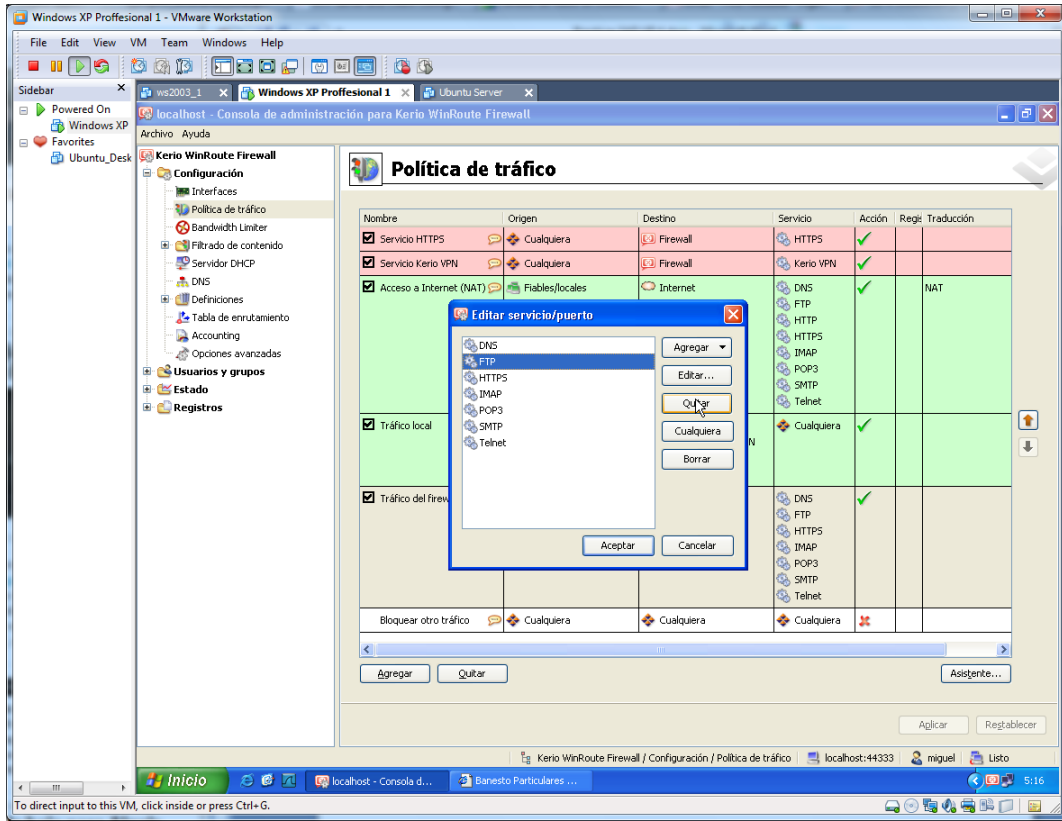 Windows XP Proffesional 1 - VMware Workstation
File Edit View VM Team Windows Help
Sidebar
Powered On
Windows XP
Favorites
Ubuntu_Desk
ws2003_1
Windows XP Proffesional 1
Ubuntu Server
localhost - Consola de administración para Kerio WinRoute Firewall
Archivo Ayuda
Kerio WinRoute Firewall
Configuración
Interfaces
Política de tráfico
Bandwidth Limiter
Filtrado de contenido
Servidor DHCP
DNS
Definiciones
Tabla de enrutamiento
Accounting
Opciones avanzadas
Usuarios y grupos
Estado
Registros
Política de tráfico
Nombre Origen Destino Servicio Acción Regis Traducción
Servicio HTTPS Cualquiera Firewall HTTPS
Servicio Kerio VPN Cualquiera Firewall Kerio VPN
Acceso a Internet (NAT) Fiables/locales Internet DNS NAT
FTP
HTTP
HTTPS
IMAP
POP3
SMTP
Telnet
Tráfico local Cualquiera
N
Tráfico del firew DNS
FTP
HTTPS
IMAP
POP3
SMTP
Telnet
Bloquear otro tráfico Cualquiera Cualquiera Cualquiera
Editar servicio/puerto
DNS
FTP
HTTPS
IMAP
POP3
SMTP
Telnet
Agregar
Editar...
Quitar
Cualquiera
Borrar
Aceptar Cancelar
Agregar Quitar Asistente...
Aplicar Restablecer
Kerio WinRoute Firewall / Configuración / Política de tráfico localhost:44333 miguel Listo
Inicio localhost - Consola d... Banesto Particulares ... 5:16
To direct input to this VM, click inside or press Ctrl+G.